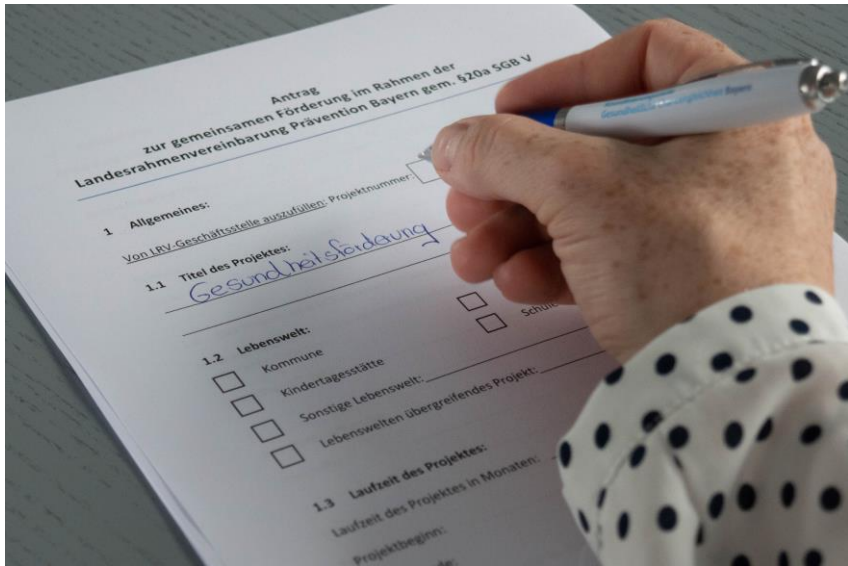 Antrag
zur gemeinsamen Förderung im Rahmen der
Landesrahmenvereinbarung Prävention Bayern gem. §20a SGB V
1 Allgemeines:
Von LRV-Geschäftsstelle auszufüllen: Projektnummer:
1.1 Titel des Projektes:
Gesundheitsförderung
1.2 Lebenswelt:
Kommune
Kindertagesstätte
Schule
Sonstige Lebenswelt:
Lebenswelten übergreifendes Projekt:
1.3 Laufzeit des Projektes:
Laufzeit des Projektes in Monaten:
Projektbeginn:
Bayern